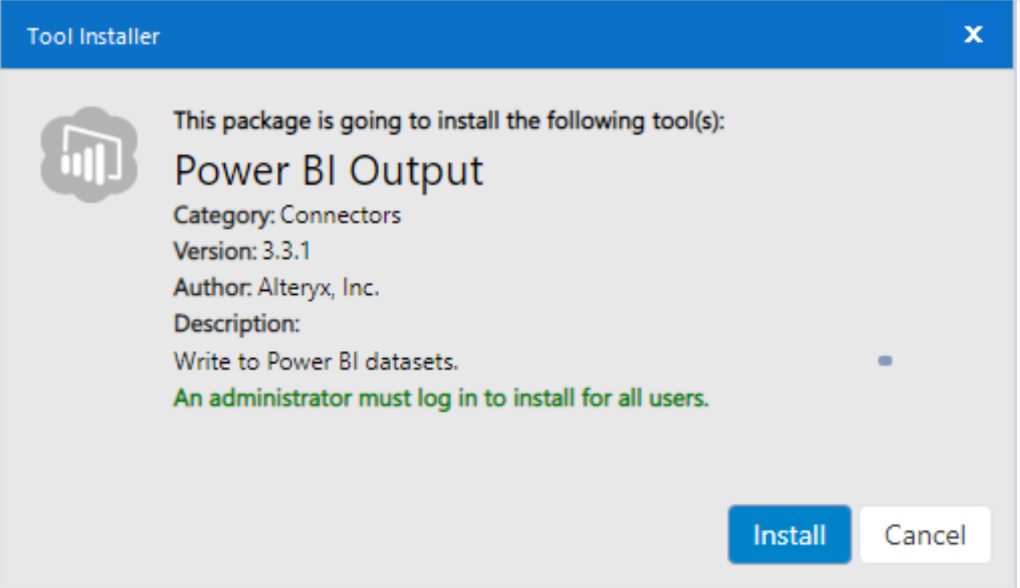 Tool Installer
x
This package is going to install the following tool(s):
Power BI Output
Category: Connectors
Version: 3.3.1
Author: Alteryx, Inc.
Description:
Write to Power BI datasets.
An administrator must log in to install for all users.
Install
Cancel